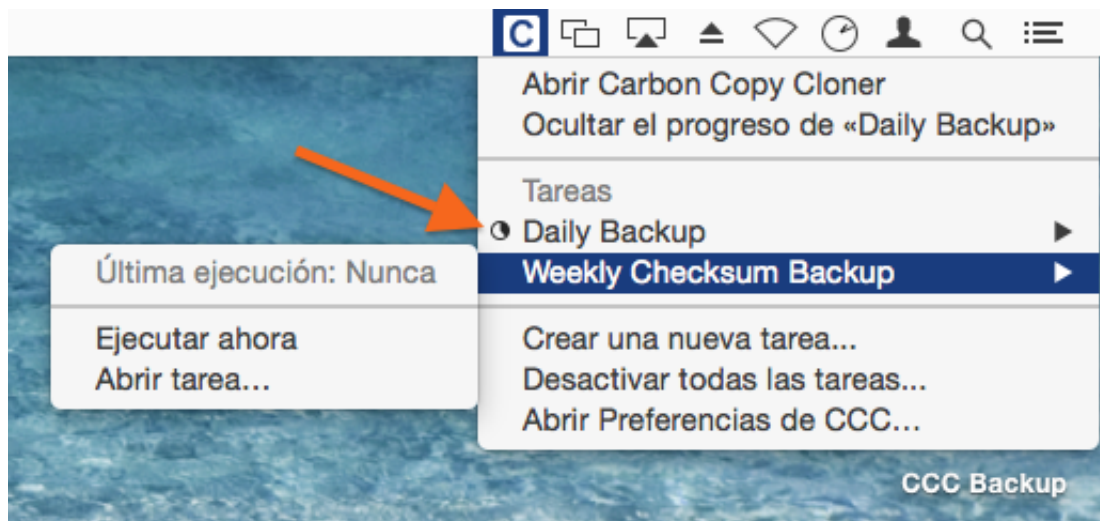 C
Abrir Carbon Copy Cloner
Ocultar el progreso de «Daily Backup»
Tareas
Daily Backup
Weekly Checksum Backup
Última ejecución: Nunca
Ejecutar ahora
Abrir tarea...
Crear una nueva tarea...
Desactivar todas las tareas...
Abrir Preferencias de CCC...
CCC Backup